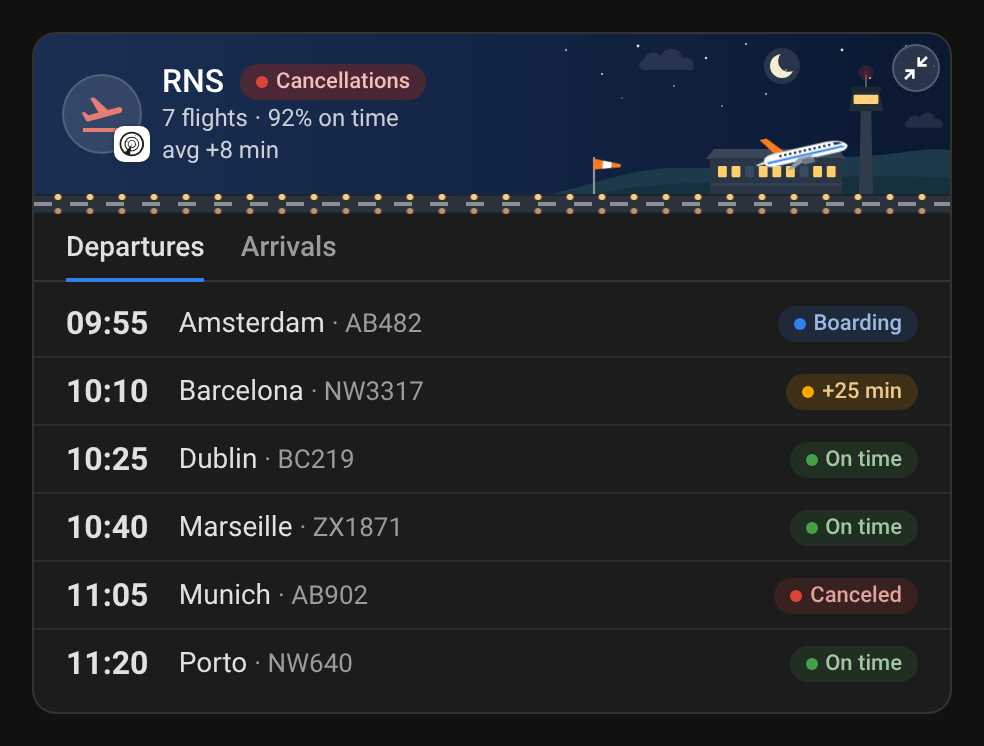 RNS Cancellations
7 flights · 92% on time
avg +8 min
Departures Arrivals
09:55 Amsterdam · AB482 Boarding
10:10 Barcelona · NW3317 +25 min
10:25 Dublin · BC219 On time
10:40 Marseille · ZX1871 On time
11:05 Munich · AB902 Canceled
11:20 Porto · NW640 On time